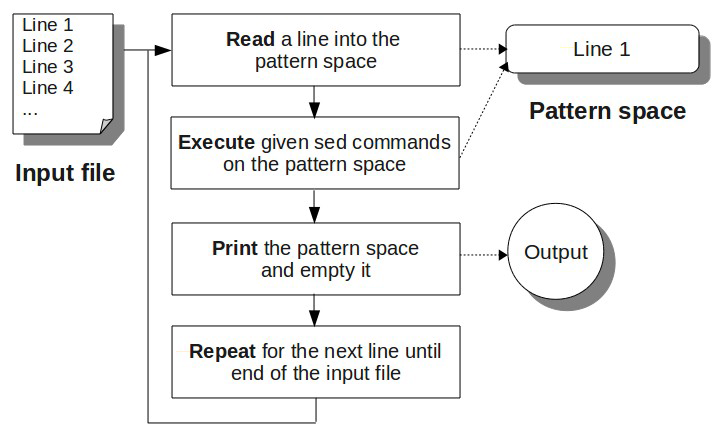 Line 1
Line 2
Line 3
Line 4
...
Input file
Read a line into the
pattern space
Execute given sed commands
on the pattern space
Print the pattern space
and empty it
Repeat for the next line until
end of the input file
Line 1
Pattern space
Output